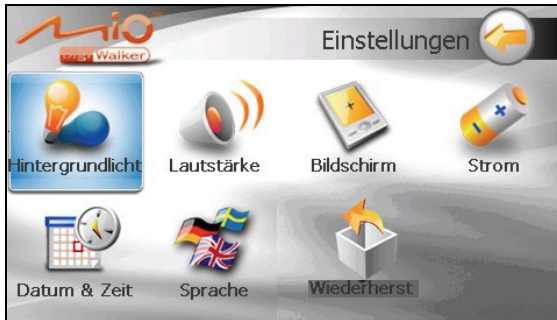 Mio
DigiWalker
Einstellungen
Hintergrundlicht
Lautstärke
Bildschirm
Strom
Datum & Zeit
Sprache
Wiederherst